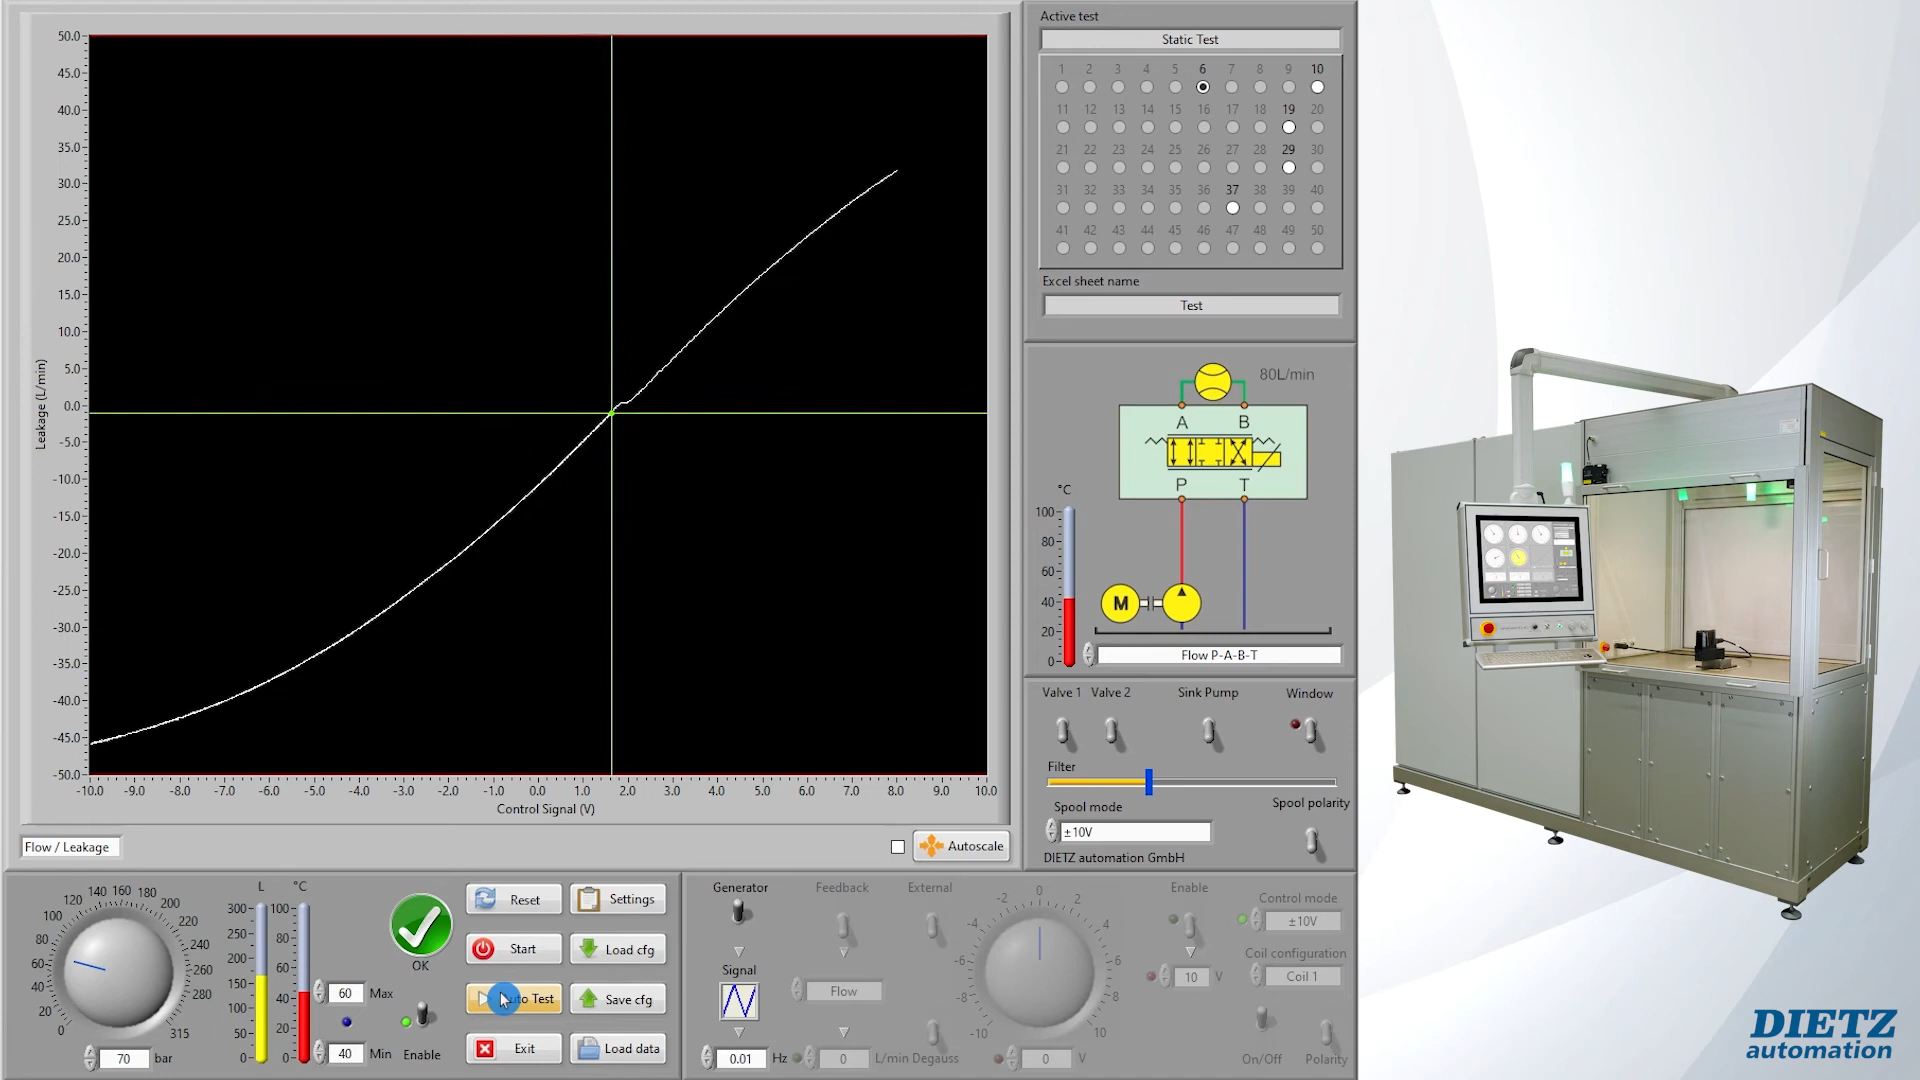 50.0
45.0
40.0
35.0
30.0
25.0
20.0
15.0
10.0
5.0
0.0
-5.0
-10.0
-15.0
-20.0
-25.0
-30.0
-35.0
-40.0
-45.0
-50.0
Leakage (L/min)
-10.0 -9.0 -8.0 -7.0 -6.0 -5.0 -4.0 -3.0 -2.0 -1.0 0.0 1.0 2.0 3.0 4.0 5.0 6.0 7.0 8.0 9.0 10.0
Control Signal (V)
Flow / Leakage
Autoscale
Active test
Static Test
1 2 3 4 5 6 7 8 9 10
11 12 13 14 15 16 17 18 19 20
21 22 23 24 25 26 27 28 29 30
31 32 33 34 35 36 37 38 39 40
41 42 43 44 45 46 47 48 49 50
Excel sheet name
Test
80L/min
A B
P T
M
°C
100
80
60
40
20
0
Flow P-A-B-T
Valve 1 Valve 2 Sink Pump Window
Filter
Spool mode
±10V
Spool polarity
DIETZ automation GmbH
0 20 40 60 80 100 120 140 160 180 200 220 240 260 280 315
70 bar
L
300
250
200
150
100
50
0
°C
100
80
60
40
20
0
60 Max
40 Min
Enable
OK
Reset
Settings
Start
Load cfg
Auto Test
Save cfg
Exit
Load data
Generator
Signal
0.01 Hz
Feedback
Flow
0 L/min
External
Degauss
-10 -8 -6 -4 -2 0 2 4 6 8 10
0 V
Enable
10 V
Control mode
±10V
Coil configuration
Coil 1
On/Off
Polarity
DIETZ
automation